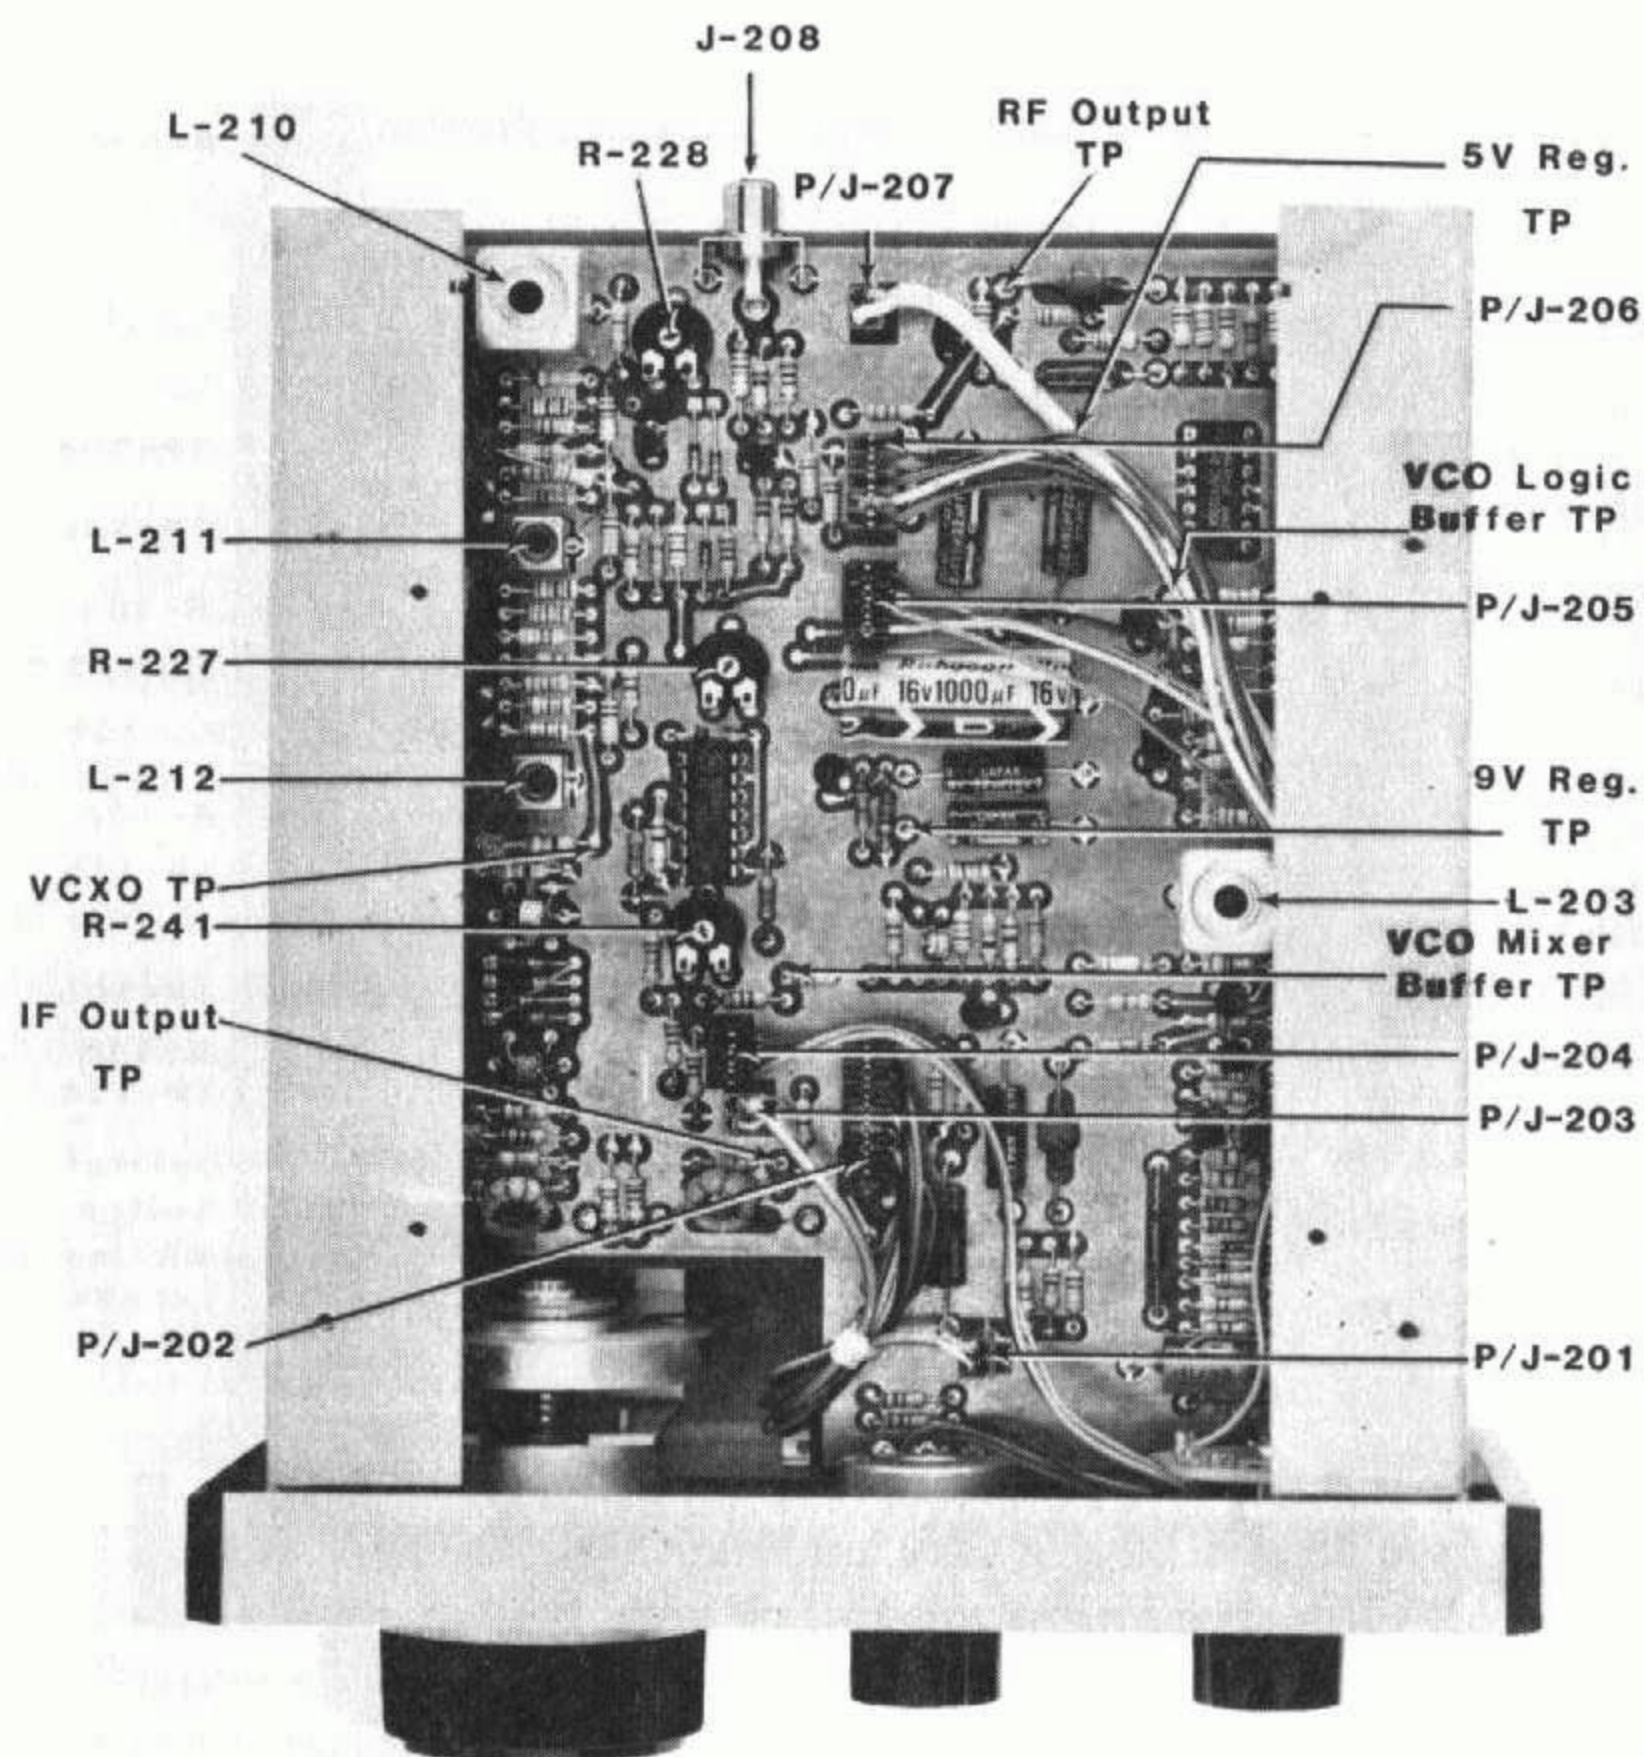 J-208
L-210
RF Output
TP
R-228
5V Reg.
TP
P/J-207
P/J-206
VCO Logic
Buffer TP
L-211
P/J-205
R-227
16V1000µF 16V
L-212
9V Reg.
TP
VCXO TP
L-203
R-241
VCO Mixer
Buffer TP
IF Output
TP
P/J-204
P/J-203
P/J-202
P/J-201